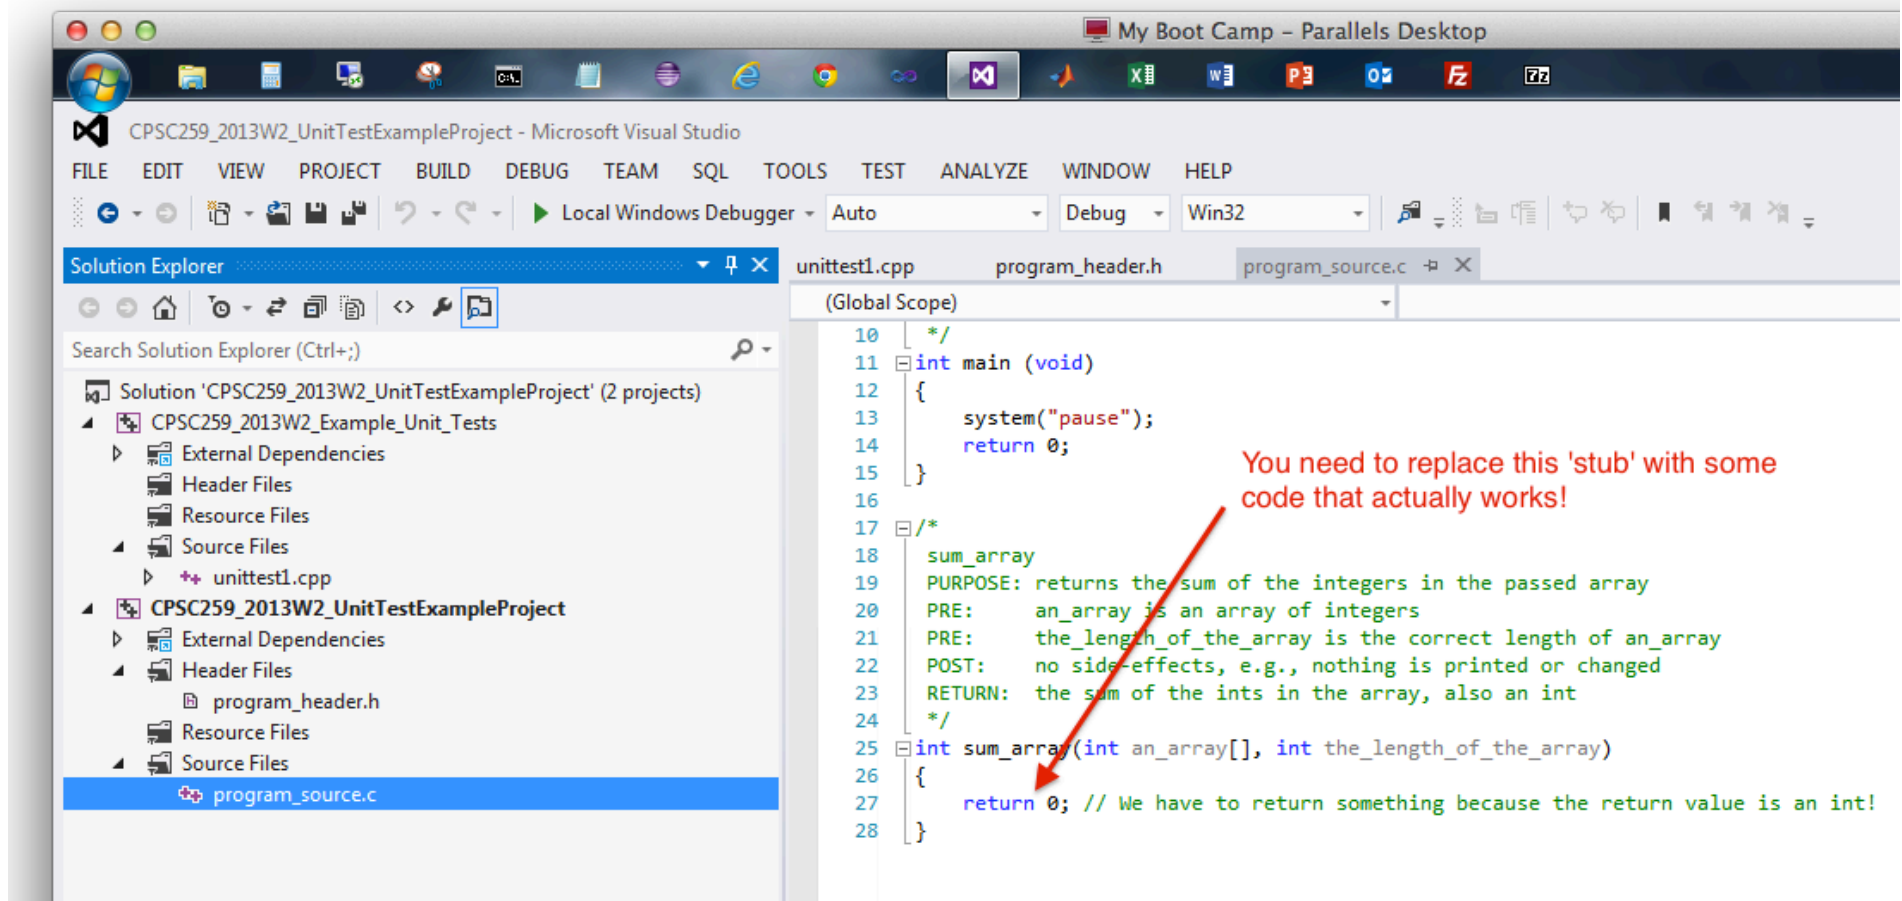 My Boot Camp – Parallels Desktop
C:\.
X
W
P
O
Fz
7z
CPSC259_2013W2_UnitTestExampleProject - Microsoft Visual Studio
FILE EDIT VIEW PROJECT BUILD DEBUG TEAM SQL TOOLS TEST ANALYZE WINDOW HELP
Local Windows Debugger Auto Debug Win32
Solution Explorer
unittest1.cpp program_header.h program_source.c
(Global Scope)
Search Solution Explorer (Ctrl+;)
Solution 'CPSC259_2013W2_UnitTestExampleProject' (2 projects)
CPSC259_2013W2_Example_Unit_Tests
External Dependencies
Header Files
Resource Files
Source Files
unittest1.cpp
CPSC259_2013W2_UnitTestExampleProject
External Dependencies
Header Files
program_header.h
Resource Files
Source Files
program_source.c
10 */
11 int main (void)
12 {
13 system("pause");
14 return 0;
15 }
16
17 /*
18 sum_array
19 PURPOSE: returns the sum of the integers in the passed array
20 PRE: an_array is an array of integers
21 PRE: the_length_of_the_array is the correct length of an_array
22 POST: no side-effects, e.g., nothing is printed or changed
23 RETURN: the sum of the ints in the array, also an int
24 */
25 int sum_array(int an_array[], int the_length_of_the_array)
26 {
27 return 0; // We have to return something because the return value is an int!
28 }
You need to replace this 'stub' with some
code that actually works!